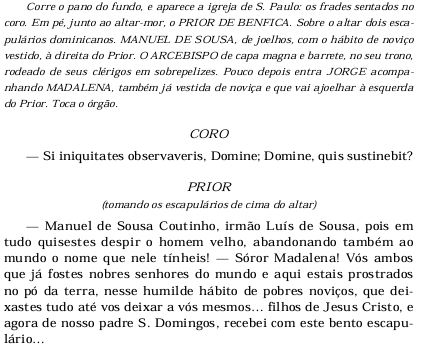 Corre o pano do fundo, e aparece a igreja de S. Paulo: os frades sentados no
coro. Em pé, junto ao altar-mor, o PRIOR DE BENFICA. Sobre o altar dois esca-
pulários dominicanos. MANUEL DE SOUSA, de joelhos, com o hábito de noviço
vestido, à direita do Prior. O ARCEBISPO de capa magna e barrete, no seu trono,
rodeado de seus clérigos em sobrepelizes. Pouco depois entra JORGE acompa-
nhando MADALENA, também já vestida de noviça e que vai ajoelhar à esquerda
do Prior. Toca o órgão.
CORO
— Si iniquitates observaveris, Domine; Domine, quis sustinebit?
PRIOR
(tomando os escapulários de cima do altar)
— Manuel de Sousa Coutinho, irmão Luís de Sousa, pois em
tudo quisestes despir o homem velho, abandonando também ao
mundo o nome que nele tínheis! — Sóror Madalena! Vós ambos
que já fostes nobres senhores do mundo e aqui estais prostrados
no pó da terra, nesse humilde hábito de pobres noviços, que dei-
xastes tudo até vos deixar a vós mesmos... filhos de Jesus Cristo, e
agora de nosso padre S. Domingos, recebei com este bento escapu-
lário...